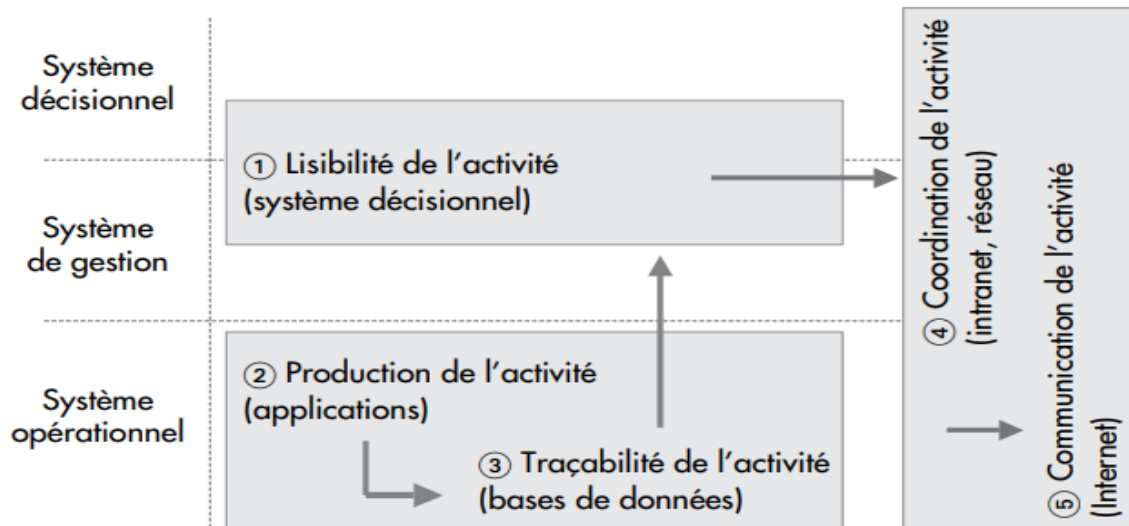 Système
décisionnel
① Lisibilité de l'activité
(système décisionnel)
Système
de gestion
② Production de l'activité
(applications)
③ Traçabilité de l'activité
(bases de données)
Système
opérationnel
④ Coordination de l'activité
(intranet, réseau)
⑤ Communication de l'activité
(Internet)